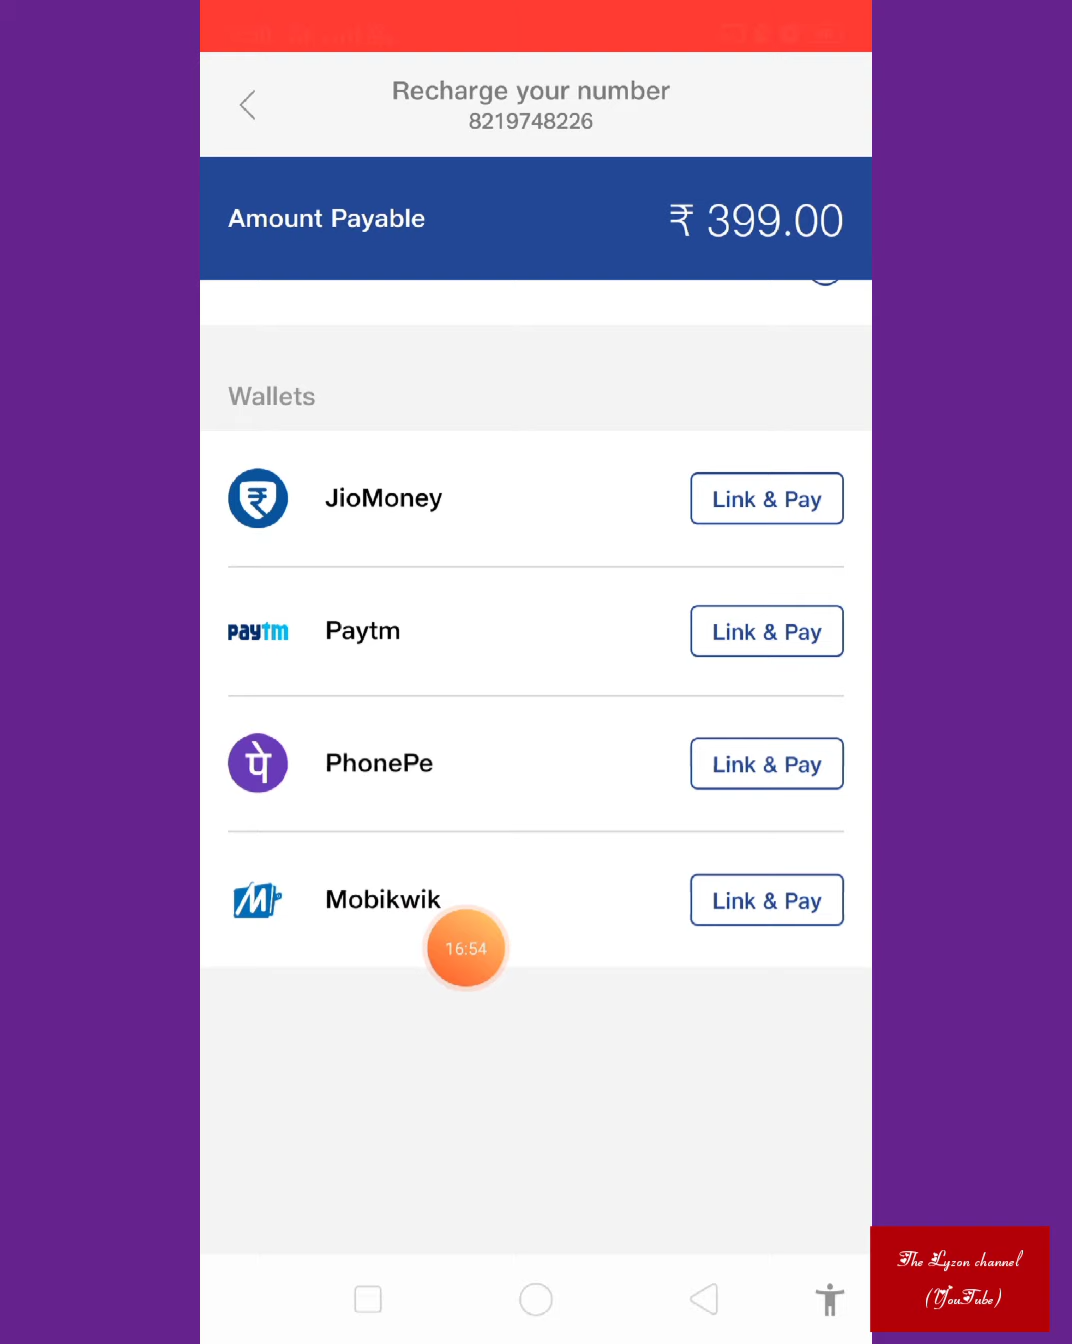 Recharge your number
8219748226
Amount Payable
₹ 399.00
Wallets
JioMoney
Link & Pay
paytm
Paytm
Link & Pay
पे
PhonePe
Link & Pay
Mobikwik
Link & Pay
16:54
The Lyzon channel
(YouTube)